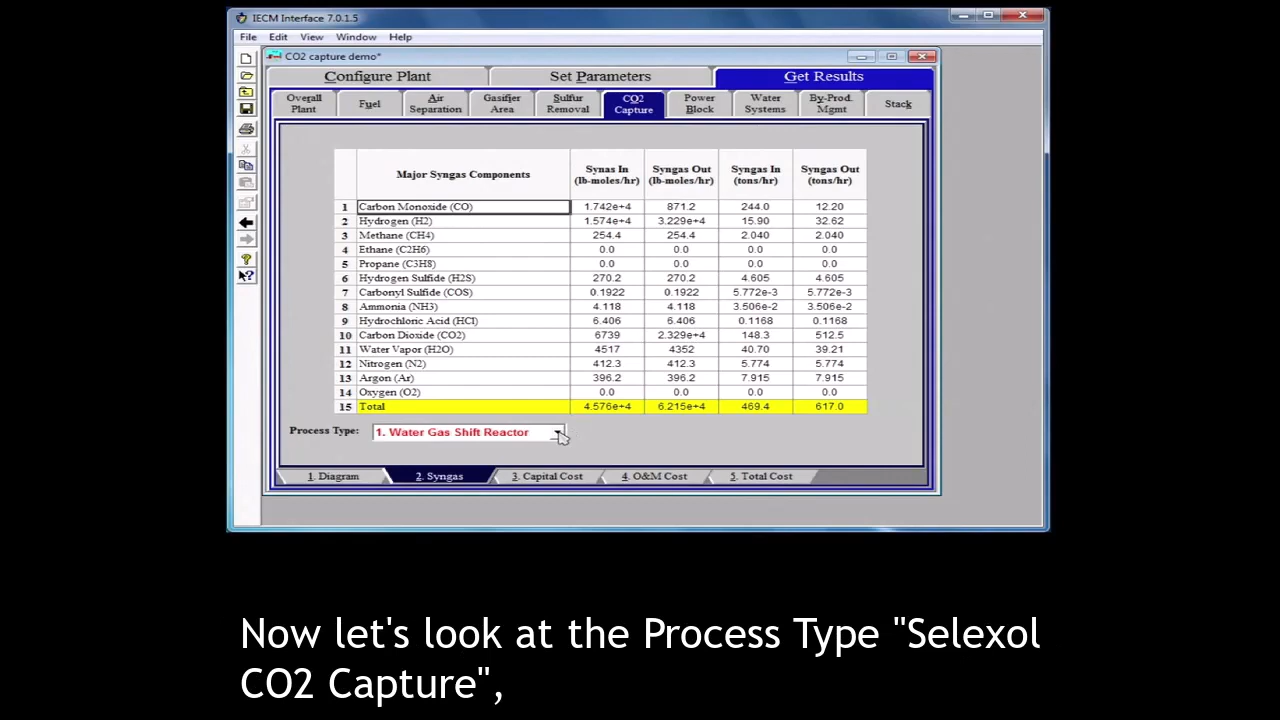 IECM Interface 7.0.1.5
File Edit View Window Help
CO2 capture demo*
Configure Plant Set Parameters Get Results
Overall Plant Fuel Air Separation Gasifier Area Sulfur Removal CO2 Capture Power Block Water Systems By-Prod. Mgmt Stack
Major Syngas Components Synas In (lb-moles/hr) Syngas Out (lb-moles/hr) Syngas In (tons/hr) Syngas Out (tons/hr)
1 Carbon Monoxide (CO) 1.742e+4 871.2 244.0 12.20
2 Hydrogen (H2) 1.574e+4 3.229e+4 15.90 32.62
3 Methane (CH4) 254.4 254.4 2.040 2.040
4 Ethane (C2H6) 0.0 0.0 0.0 0.0
5 Propane (C3H8) 0.0 0.0 0.0 0.0
6 Hydrogen Sulfide (H2S) 270.2 270.2 4.605 4.605
7 Carbonyl Sulfide (COS) 0.1922 0.1922 5.772e-3 5.772e-3
8 Ammonia (NH3) 4.118 4.118 3.506e-2 3.506e-2
9 Hydrochloric Acid (HCl) 6.406 6.406 0.1168 0.1168
10 Carbon Dioxide (CO2) 6739 2.329e+4 148.3 512.5
11 Water Vapor (H2O) 4517 4352 40.70 39.21
12 Nitrogen (N2) 412.3 412.3 5.774 5.774
13 Argon (Ar) 396.2 396.2 7.915 7.915
14 Oxygen (O2) 0.0 0.0 0.0 0.0
15 Total 4.576e+4 6.215e+4 469.4 617.0
Process Type: 1. Water Gas Shift Reactor
1. Diagram 2. Syngas 3. Capital Cost 4. O&M Cost 5. Total Cost
Now let's look at the Process Type "Selexol
CO2 Capture",